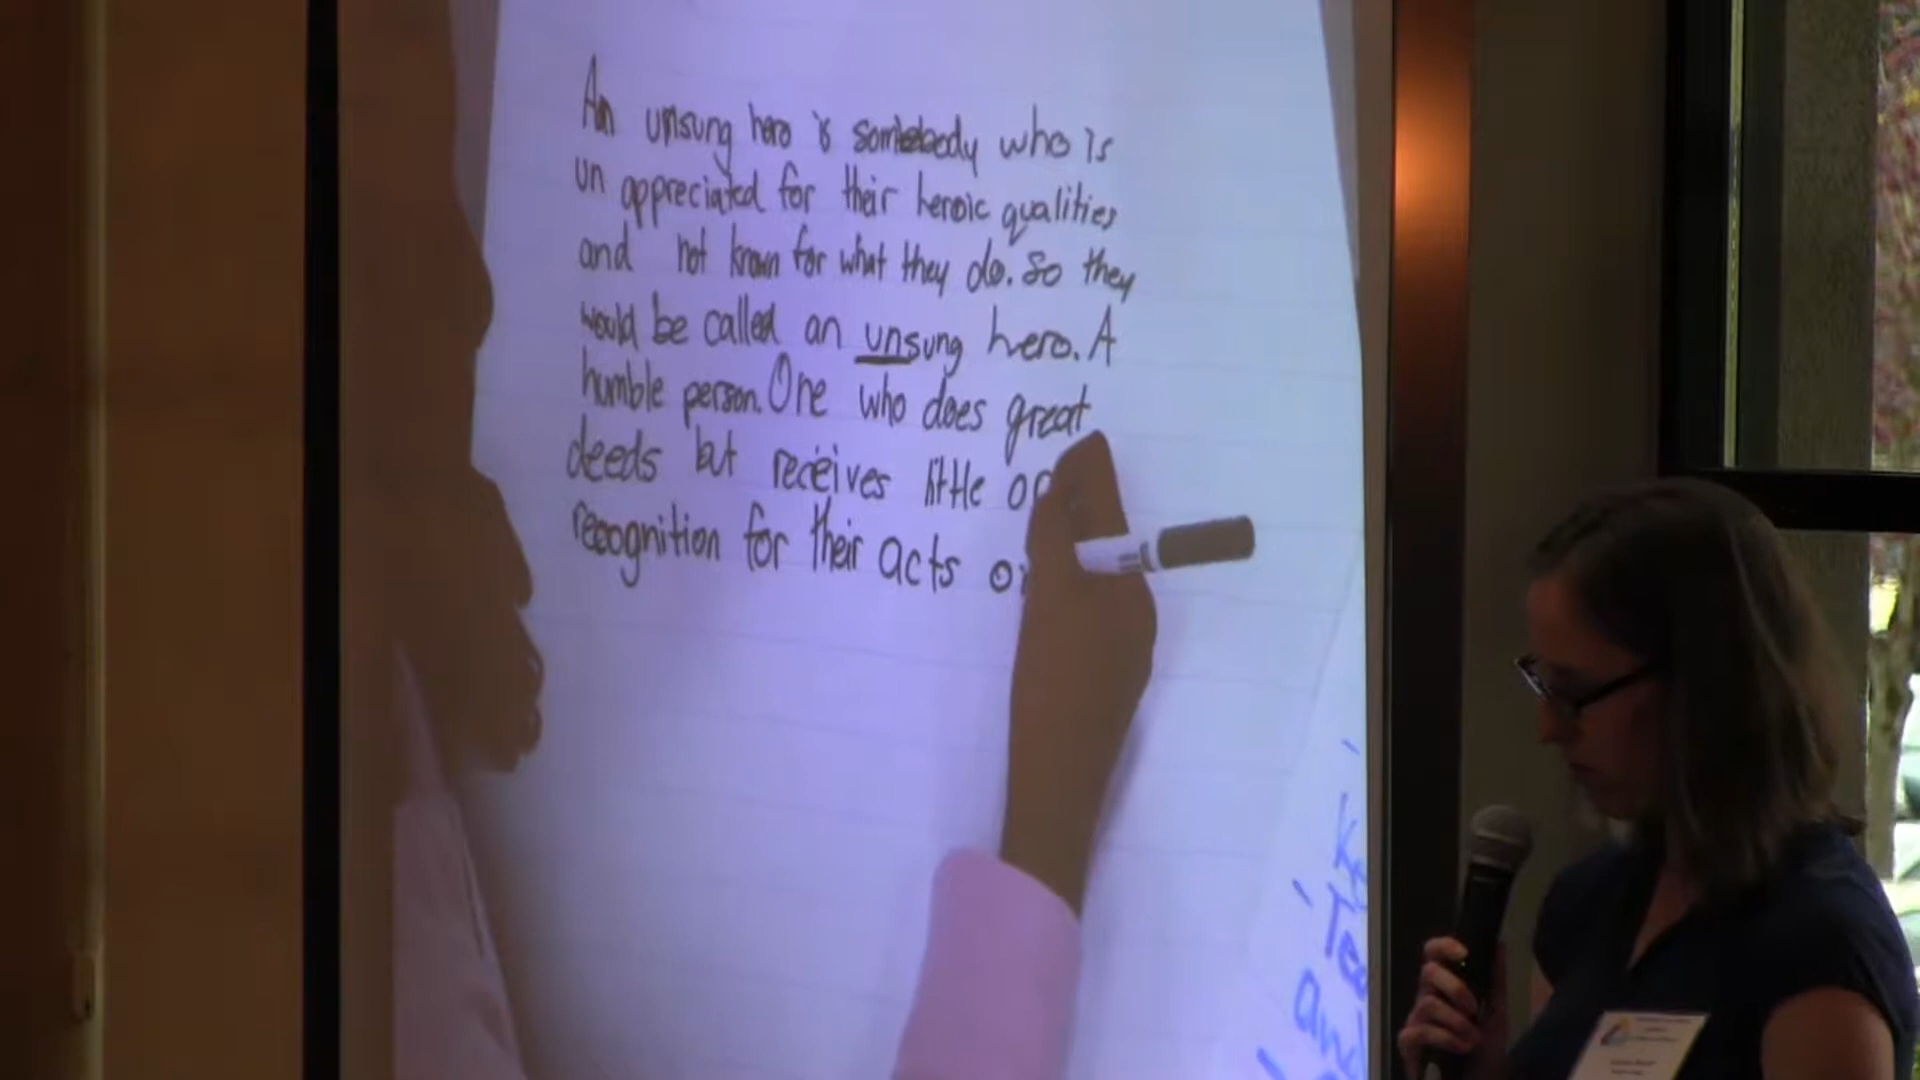 An unsung hero is somebody who is
un appreciated for their heroic qualities
and not known for what they do. So they
would be called an unsung hero. A
humble person. One who does great
deeds but receives little or
recognition for their acts
and